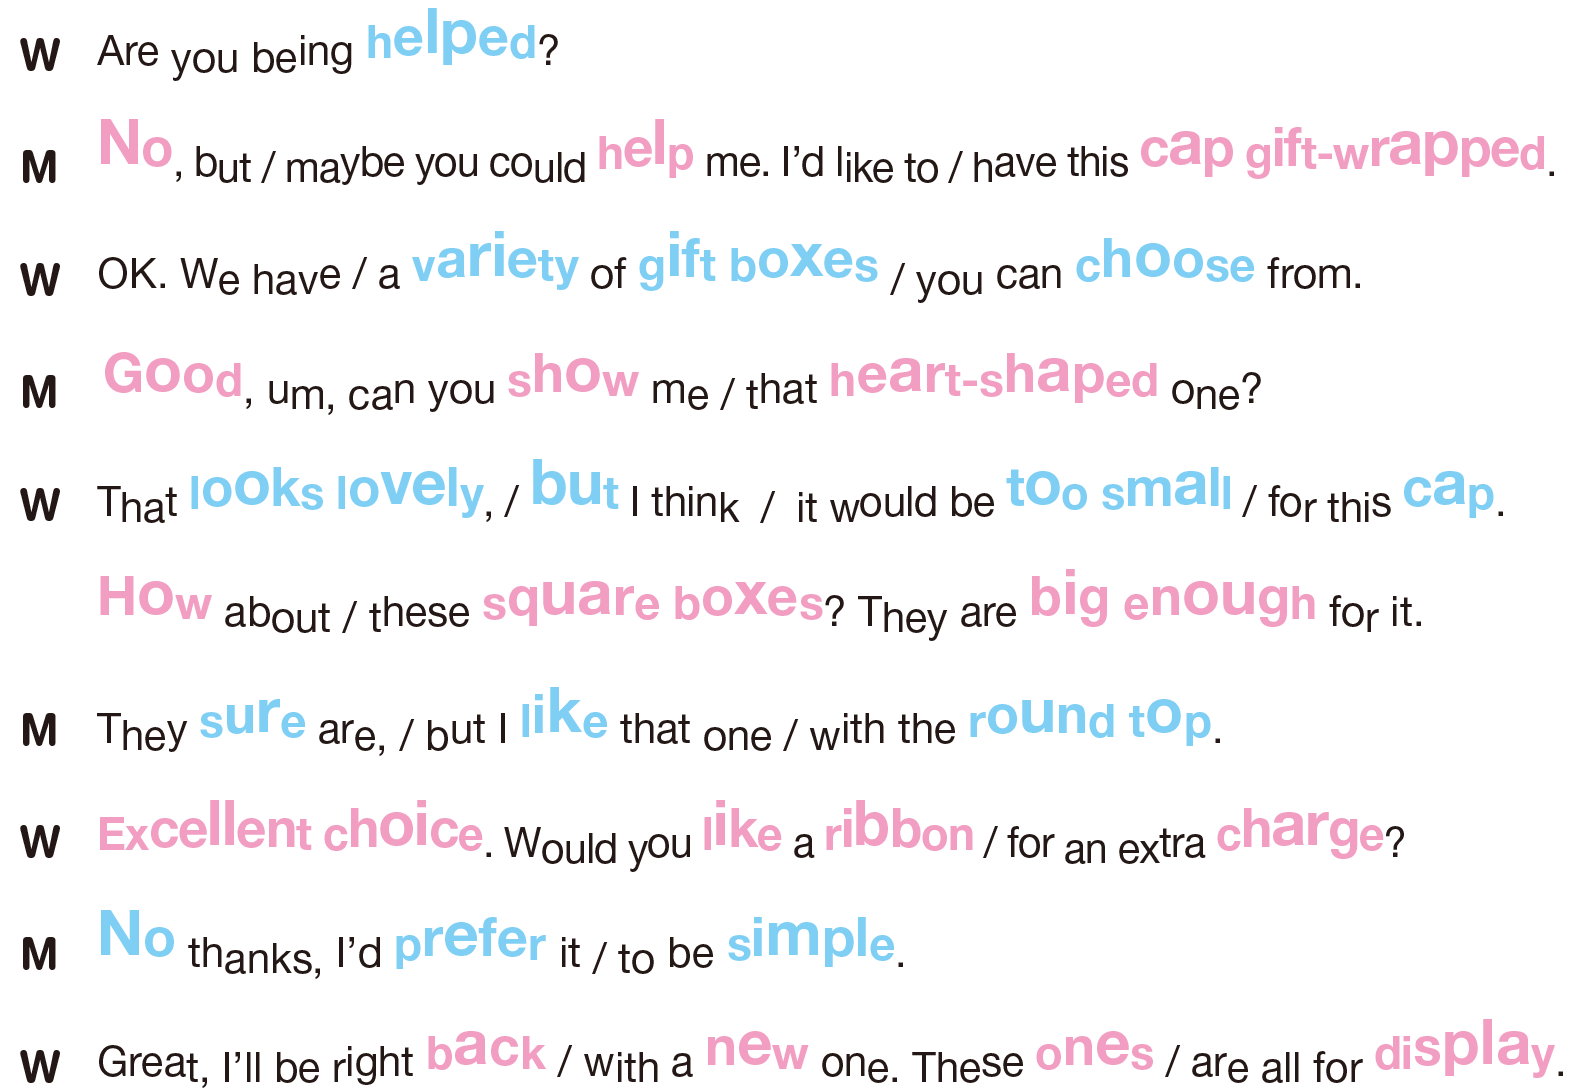 W Are you being helped?
M No, but / maybe you could help me. I’d like to / have this cap gift-wrapped.
W OK. We have / a variety of gift boxes / you can choose from.
M Good, um, can you show me / that heart-shaped one?
W That looks lovely, / but I think / it would be too small / for this cap.
How about / these square boxes? They are big enough for it.
M They sure are, / but I like that one / with the round top.
W Excellent choice. Would you like a ribbon / for an extra charge?
M No thanks, I’d prefer it / to be simple.
W Great, I’ll be right back / with a new one. These ones / are all for display.